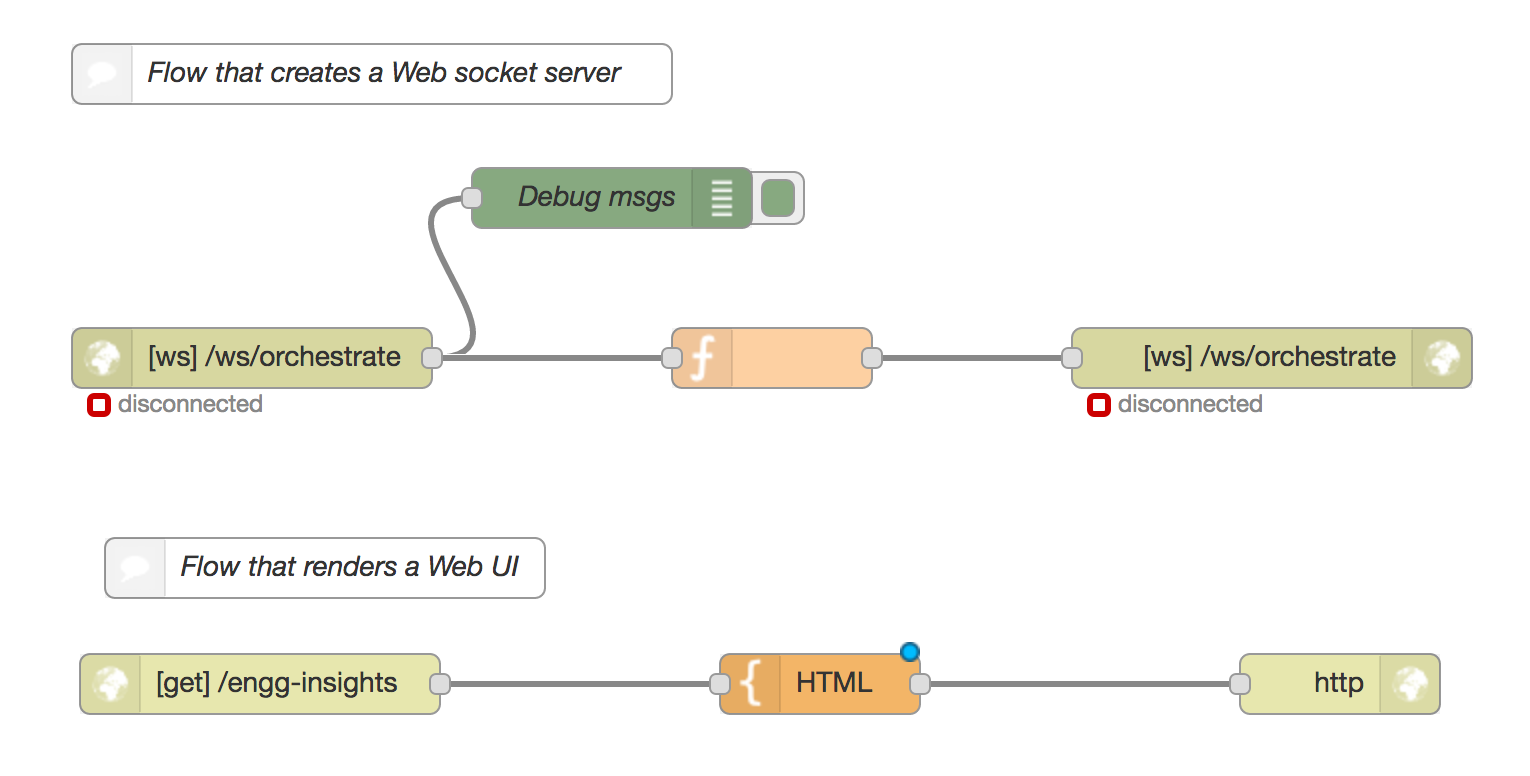 Flow that creates a Web socket server
Debug msgs
[ws] /ws/orchestrate
[ws] /ws/orchestrate
disconnected
disconnected
Flow that renders a Web UI
[get] /engg-insights
HTML
http